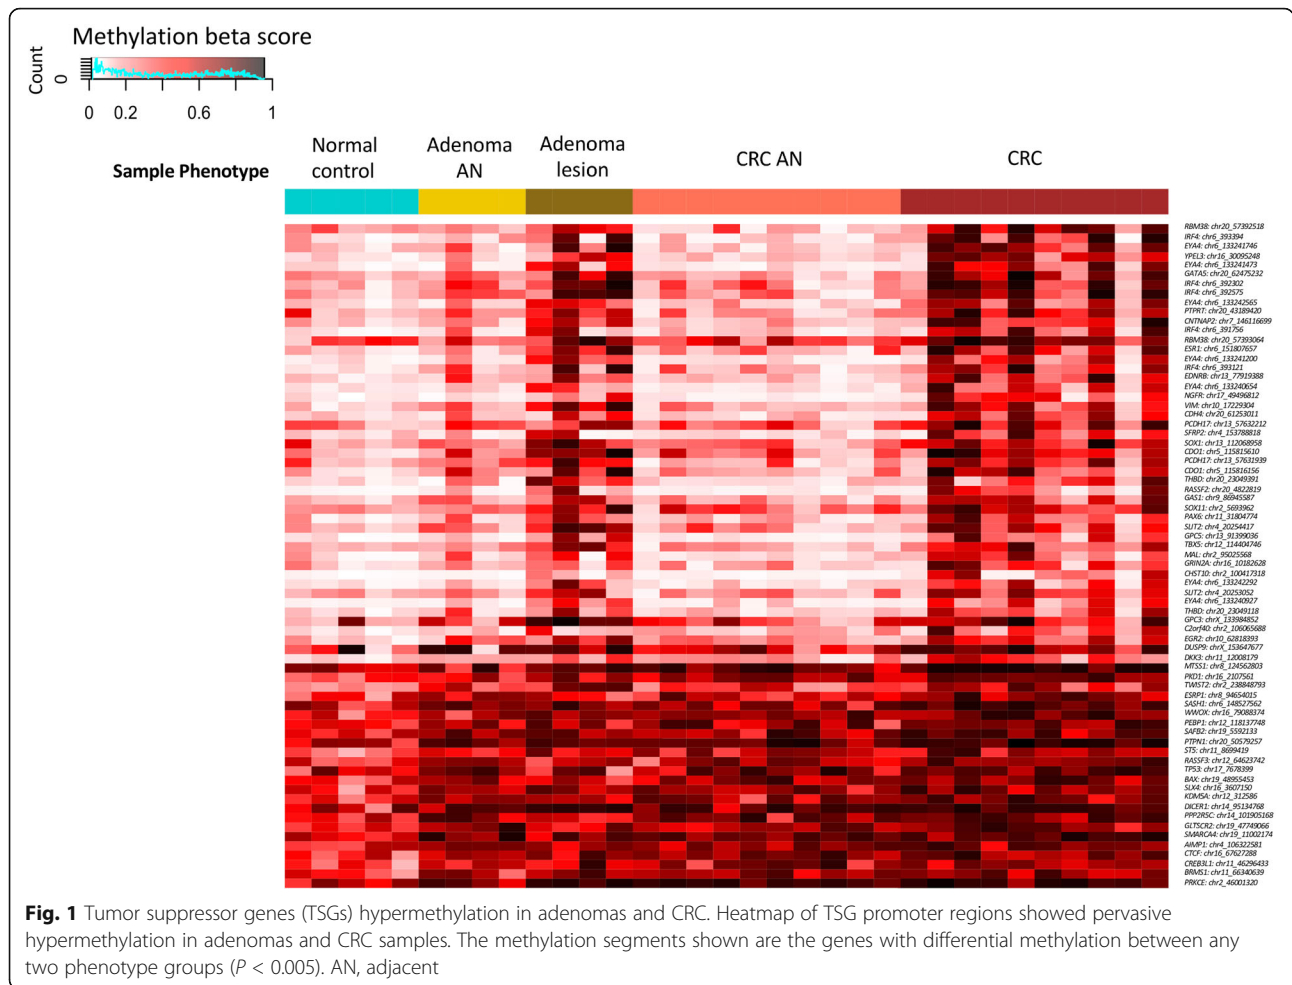 Methylation beta score
Count
0
0 0.2 0.6 1
Sample Phenotype
Normal control
Adenoma AN
Adenoma lesion
CRC AN
CRC
RBM38: chr20_57392518
IRF4: chr6_393394
EYA4: chr6_133241746
YPEL3: chr16_30095248
EYA4: chr6_133241473
GATA5: chr20_62475232
IRF4: chr6_392302
IRF4: chr6_392575
EYA4: chr6_133242565
PTPRT: chr20_43189420
CNTNAP2: chr7_146116699
IRF4: chr6_391756
RBM38: chr20_57393064
ESR1: chr6_151807657
EYA4: chr6_133241200
IRF4: chr6_393121
EDNRB: chr13_77919388
EYA4: chr6_133240654
NGFR: chr17_49496812
VIM: chr10_17229304
CDH4: chr20_61253011
PCDH17: chr13_57632212
SFRP2: chr4_153788818
SOX1: chr13_112068958
CDO1: chr5_115815610
PCDH17: chr13_57631939
CDO1: chr5_115816156
THBD: chr20_23049391
RASSF2: chr20_4822819
GAS1: chr9_86945587
SOX11: chr2_5693962
PAX6: chr11_31804774
SLIT2: chr4_20254417
GPC5: chr13_91399036
TBX5: chr12_114404746
MAL: chr2_95025568
GRIN2A: chr16_10182628
CHST10: chr2_100417318
EYA4: chr6_133242292
SLIT2: chr4_20253052
EYA4: chr6_133240927
THBD: chr20_23049118
GPC3: chrX_133984852
C2orf40: chr2_106065688
EGR2: chr10_62818393
DUSP9: chrX_153647677
DKK3: chr11_12008179
MTSS1: chr8_124562803
PKD1: chr16_2107561
TWIST2: chr2_238848793
ESRP1: chr8_94654015
SASH1: chr6_148527562
WWOX: chr16_79088374
PEBP1: chr12_118137748
SAFB2: chr19_5592133
PTPN1: chr20_50579257
ST5: chr11_8699419
RASSF3: chr12_64623742
TP53: chr17_7678399
BAX: chr19_48955453
SLX4: chr16_3607150
KDM5A: chr12_312586
DICER1: chr14_95134768
PPP2R5C: chr14_101905168
GLTSCR2: chr19_47749066
SMARCA4: chr19_11002174
AIMP1: chr4_106322581
CTCF: chr16_67627288
CREB3L1: chr11_46296433
BRMS1: chr11_66340639
PRKCE: chr2_46001320
Fig. 1 Tumor suppressor genes (TSGs) hypermethylation in adenomas and CRC. Heatmap of TSG promoter regions showed pervasive
hypermethylation in adenomas and CRC samples. The methylation segments shown are the genes with differential methylation between any
two phenotype groups (P < 0.005). AN, adjacent